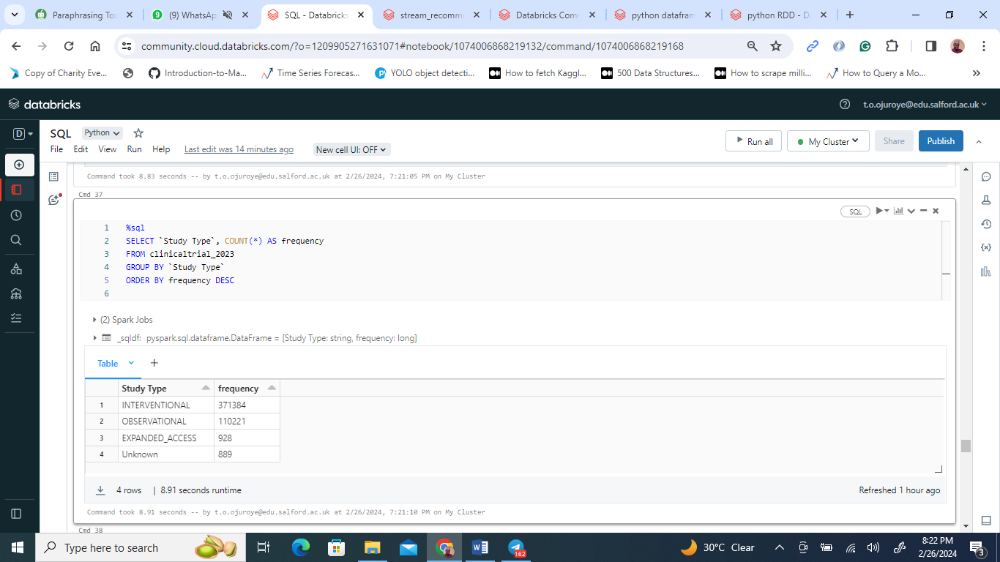 Paraphrasing Too
(9) WhatsAp
SQL - Databricks
stream_recomme
Databricks Com
python datafram
python RDD - Da
community.cloud.databricks.com/?o=1209905271631071#notebook/1074006868219132/command/1074006868219168
Copy of Charity Eve...
Introduction-to-Ma...
Time Series Forecas...
YOLO object detecti...
How to fetch Kaggl...
500 Data Structures...
How to scrape milli...
How to Query a Mo...
databricks
t.o.ojuroye@edu.salford.ac.uk
D
SQL Python
Run all
My Cluster
Share
Publish
File Edit View Run Help Last edit was 14 minutes ago New cell UI: OFF
Command took 8.83 seconds -- by t.o.ojuroye@edu.salford.ac.uk at 2/26/2024, 7:21:05 PM on My Cluster
Cmd 37
SQL
1 %sql
2 SELECT `Study Type`, COUNT(*) AS frequency
3 FROM clinicaltrial_2023
4 GROUP BY `Study Type`
5 ORDER BY frequency DESC
6
(2) Spark Jobs
_sqldf: pyspark.sql.dataframe.DataFrame = [Study Type: string, frequency: long]
Table +
Study Type frequency
1 INTERVENTIONAL 371384
2 OBSERVATIONAL 110221
3 EXPANDED_ACCESS 928
4 Unknown 889
4 rows | 8.91 seconds runtime
Refreshed 1 hour ago
Command took 8.91 seconds -- by t.o.ojuroye@edu.salford.ac.uk at 2/26/2024, 7:21:10 PM on My Cluster
Cmd 38
Type here to search
162
30°C Clear
8:22 PM
2/26/2024
3